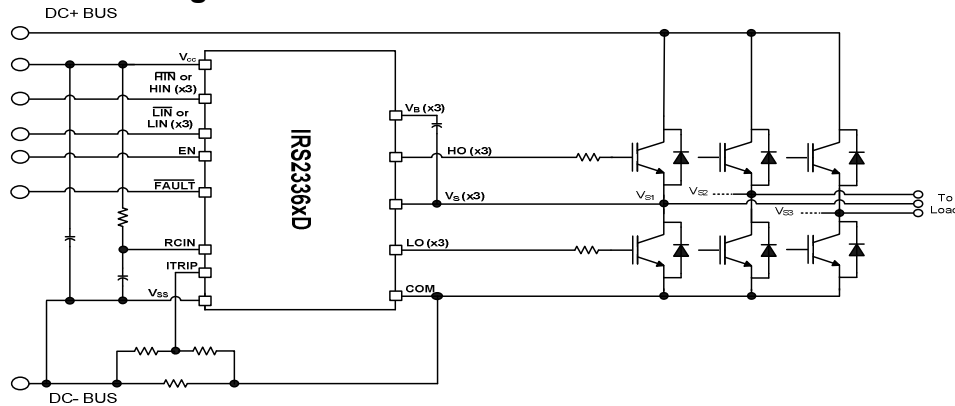 DC+ BUS
Vcc
HIN or
HIN (x3)
LIN or
LIN (x3)
EN
FAULT
RCIN
ITRIP
VSS
IRS2336xD
VB (x3)
HO (x3)
VS (x3)
LO (x3)
COM
VS1
VS2
VS3
To
Load
DC- BUS